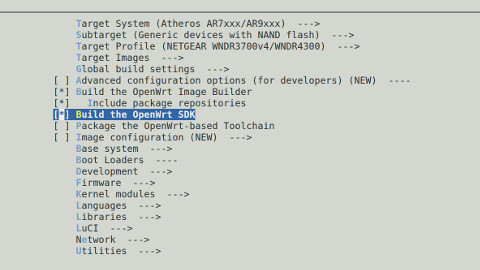 Target System (Atheros AR7xxx/AR9xxx)  --->
Subtarget (Generic devices with NAND flash)  --->
Target Profile (NETGEAR WNDR3700v4/WNDR4300)  --->
Target Images  --->
Global build settings  --->
[ ] Advanced configuration options (for developers) (NEW)  ----
[*] Build the OpenWrt Image Builder
[*]   Include package repositories
[*] Build the OpenWrt SDK
[ ] Package the OpenWrt-based Toolchain
[ ] Image configuration (NEW)  --->
Base system  --->
Boot Loaders  ----
Development  --->
Firmware  --->
Kernel modules  --->
Languages  --->
Libraries  --->
LuCI  --->
Network  --->
Utilities  --->